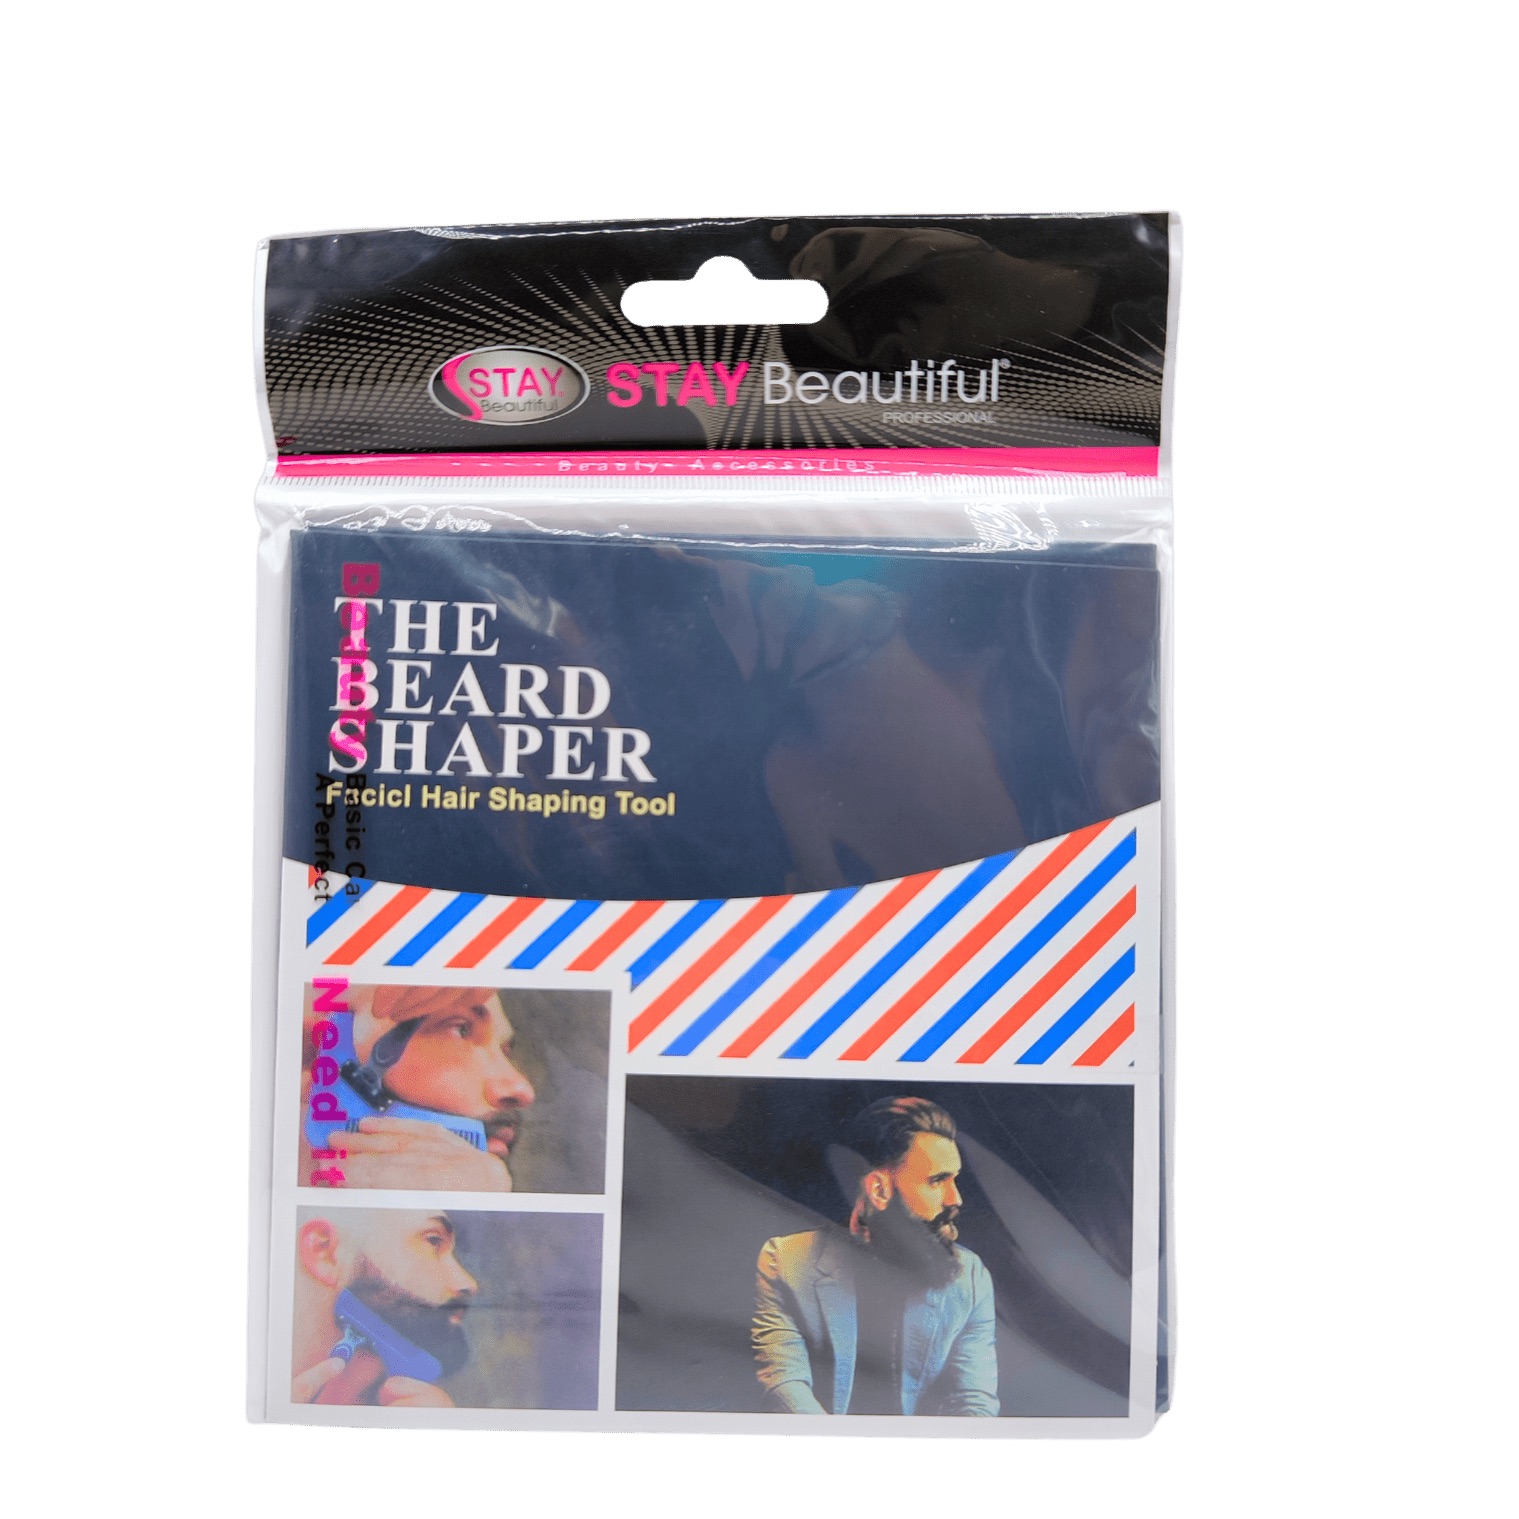 STAY
Beautiful
STAY Beautiful®
PROFESSIONAL
Beauty Accessories
THE
BEARD
SHAPER
Facicl Hair Shaping Tool
Beauty
Basic Ca
A Perfect
Need it